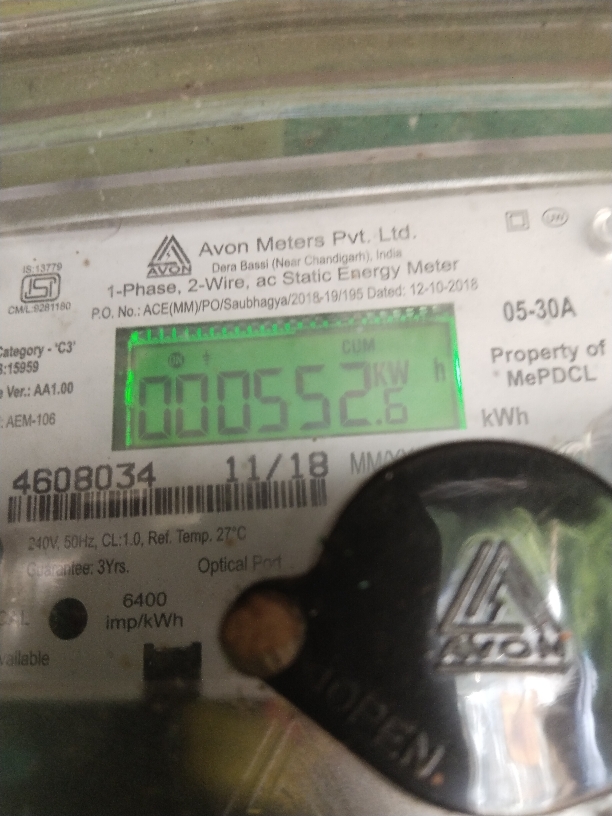 Avon Meters Pvt. Ltd.
AVON
Dera Bassi (Near Chandigarh), India
1-Phase, 2-Wire, ac Static Energy Meter
P.O. No.: ACE(MM)/PO/Saubhagya/2018-19/195 Dated: 12-10-2018
IS:13779
ISI
CM/L:9281180
05-30A
Category - 'C3'
:15959
Ver.: AA1.00
AEM-106
CUM
000552.6 KW h
Property of
MePDCL
kWh
4608034 11/18
240V, 50Hz, CL:1.0, Ref. Temp. 27°C
Guarantee: 3Yrs. Optical Port
6400
imp/kWh
AVON
OPEN.